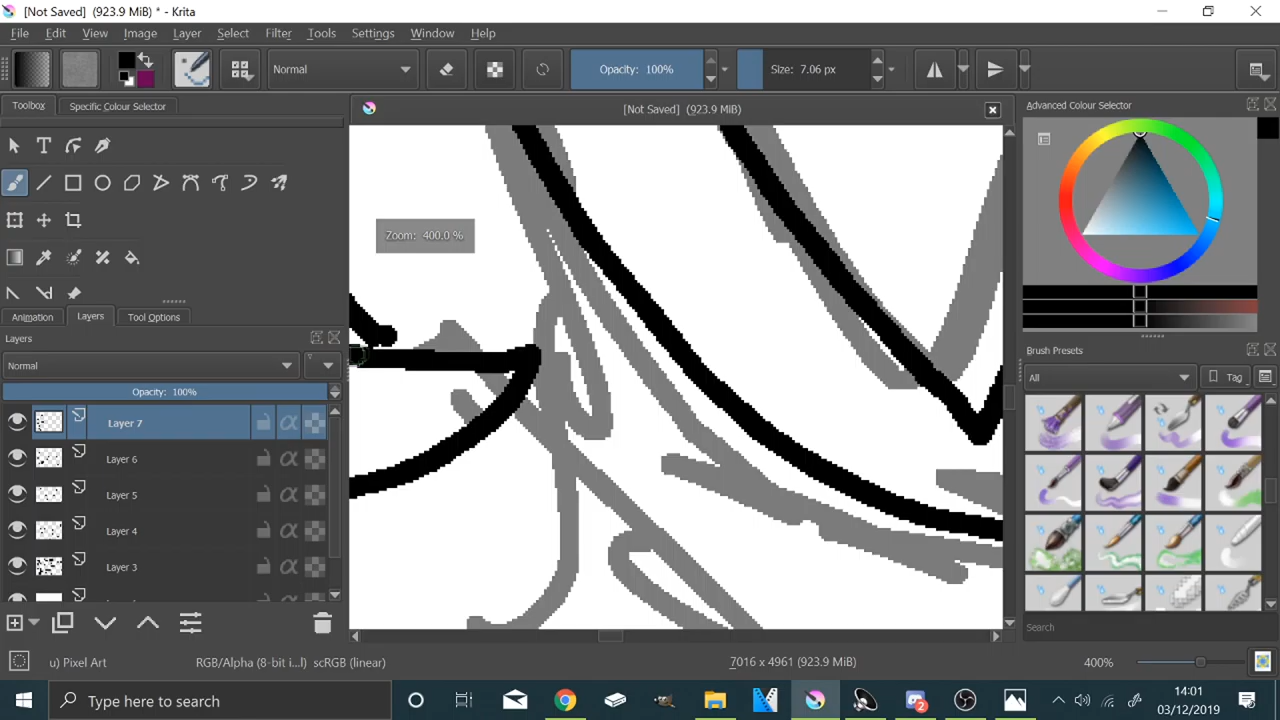 [Not Saved] (923.9 MiB) * - Krita
File Edit View Image Layer Select Filter Tools Settings Window Help
Normal Opacity: 100% Size: 7.06 px
Toolbox Specific Colour Selector
[Not Saved] (923.9 MiB)
Advanced Colour Selector
Zoom: 400.0 %
Animation Layers Tool Options
Layers
Normal
Opacity: 100%
Layer 7
Layer 6
Layer 5
Layer 4
Layer 3
Brush Presets
All Tag
Search
u) Pixel Art RGB/Alpha (8-bit i...l) scRGB (linear) 7016 x 4961 (923.9 MiB) 400%
Type here to search
2
14:01
03/12/2019